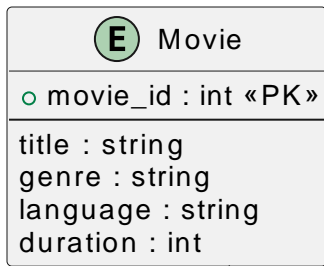 E Movie
movie_id : int «PK»
title : string
genre : string
language : string
duration : int